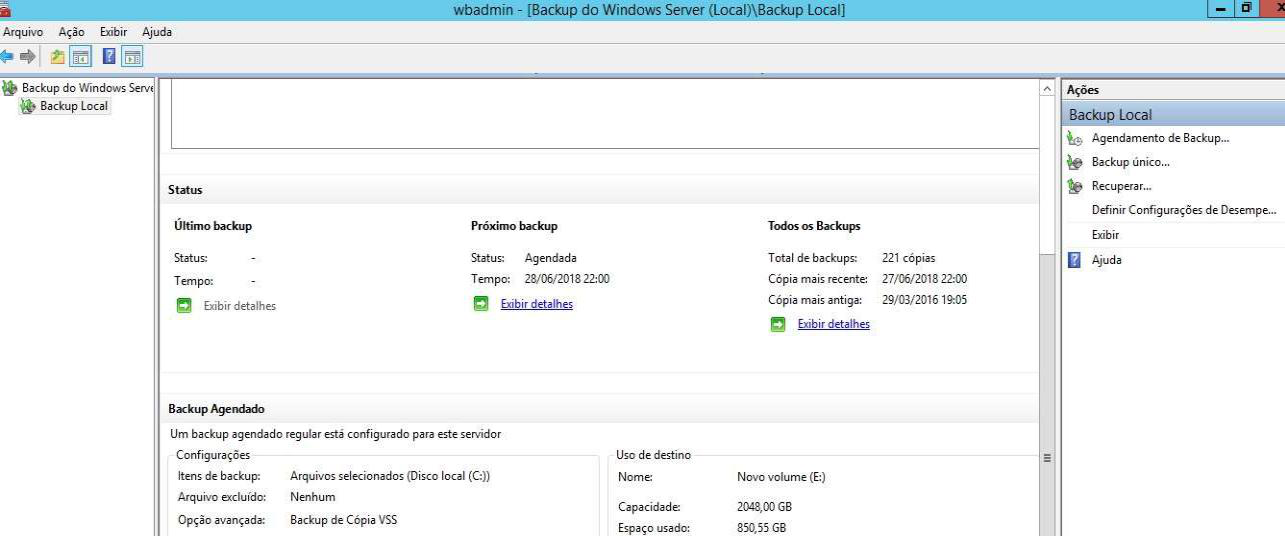 wbadmin - [Backup do Windows Server (Local)\Backup Local]
Arquivo Ação Exibir Ajuda
Backup do Windows Serve
Backup Local
Status
Último backup
Status: -
Tempo: -
Exibir detalhes
Próximo backup
Status: Agendada
Tempo: 28/06/2018 22:00
Exibir detalhes
Todos os Backups
Total de backups: 221 cópias
Cópia mais recente: 27/06/2018 22:00
Cópia mais antiga: 29/03/2016 19:05
Exibir detalhes
Backup Agendado
Um backup agendado regular está configurado para este servidor
Configurações
Itens de backup: Arquivos selecionados (Disco local (C:))
Arquivo excluído: Nenhum
Opção avançada: Backup de Cópia VSS
Uso de destino
Nome: Novo volume (E:)
Capacidade: 2048,00 GB
Espaço usado: 850,55 GB
Ações
Backup Local
Agendamento de Backup...
Backup único...
Recuperar...
Definir Configurações de Desempe...
Exibir
Ajuda